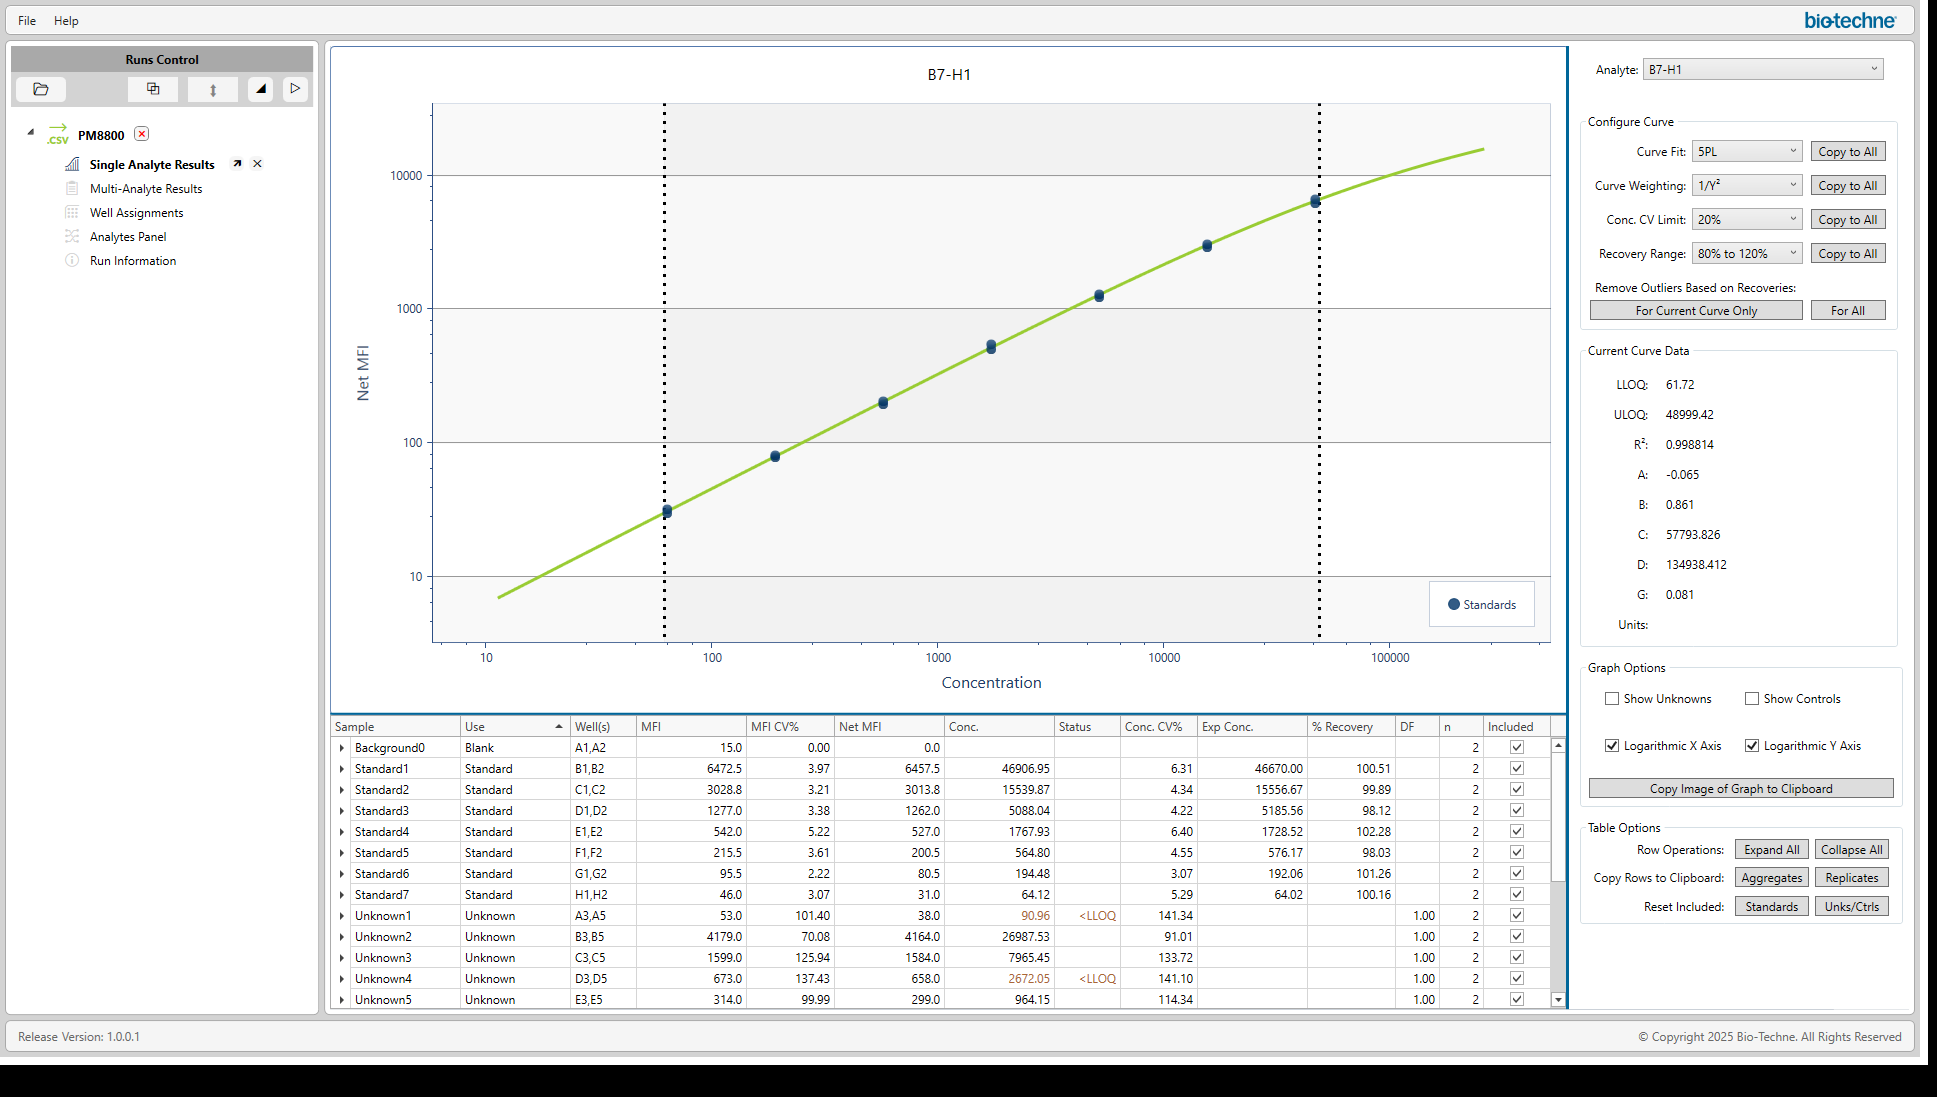 File Help
bio-techne
Runs Control
.CSV PM8800
Single Analyte Results
Multi-Analyte Results
Well Assignments
Analytes Panel
Run Information
B7-H1
Net MFI
10000
1000
100
10
10 100 1000 10000 100000
Concentration
Standards
Sample Use Well(s) MFI MFI CV% Net MFI Conc. Status Conc. CV% Exp Conc. % Recovery DF n Included
Background0 Blank A1,A2 15.0 0.00 0.0 2
Standard1 Standard B1,B2 6472.5 3.97 6457.5 46906.95 6.31 46670.00 100.51 2
Standard2 Standard C1,C2 3028.8 3.21 3013.8 15539.87 4.34 15556.67 99.89 2
Standard3 Standard D1,D2 1277.0 3.38 1262.0 5088.04 4.22 5185.56 98.12 2
Standard4 Standard E1,E2 542.0 5.22 527.0 1767.93 6.40 1728.52 102.28 2
Standard5 Standard F1,F2 215.5 3.61 200.5 564.80 4.55 576.17 98.03 2
Standard6 Standard G1,G2 95.5 2.22 80.5 194.48 3.07 192.06 101.26 2
Standard7 Standard H1,H2 46.0 3.07 31.0 64.12 5.29 64.02 100.16 2
Unknown1 Unknown A3,A5 53.0 101.40 38.0 90.96 <LLOQ 141.34 1.00 2
Unknown2 Unknown B3,B5 4179.0 70.08 4164.0 26987.53 91.01 1.00 2
Unknown3 Unknown C3,C5 1599.0 125.94 1584.0 7965.45 133.72 1.00 2
Unknown4 Unknown D3,D5 673.0 137.43 658.0 2672.05 <LLOQ 141.10 1.00 2
Unknown5 Unknown E3,E5 314.0 99.99 299.0 964.15 114.34 1.00 2
Analyte: B7-H1
Configure Curve
Curve Fit: 5PL Copy to All
Curve Weighting: 1/Y² Copy to All
Conc. CV Limit: 20% Copy to All
Recovery Range: 80% to 120% Copy to All
Remove Outliers Based on Recoveries:
For Current Curve Only For All
Current Curve Data
LLOQ: 61.72
ULOQ: 48999.42
R²: 0.998814
A: -0.065
B: 0.861
C: 57793.826
D: 134938.412
G: 0.081
Units:
Graph Options
Show Unknowns Show Controls
Logarithmic X Axis Logarithmic Y Axis
Copy Image of Graph to Clipboard
Table Options
Row Operations: Expand All Collapse All
Copy Rows to Clipboard: Aggregates Replicates
Reset Included: Standards Unks/Ctrls
Release Version: 1.0.0.1
© Copyright 2025 Bio-Techne. All Rights Reserved